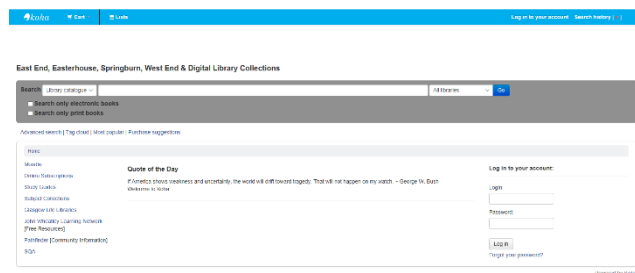 koha Cart Lists Log in to your account Search history
East End, Easterhouse, Springburn, West End & Digital Library Collections
Search Library catalogue All libraries Go
Search only electronic books
Search only print books
Advanced search | Tag cloud | Most popular | Purchase suggestions
Home
Moodle
Online Subscriptions
Study Guides
Subject Collections
Glasgow Life Libraries
John Wheatley Learning Network
[Free Resources]
Pathfinder [Community Information]
SQA
Quote of the Day
If America shows weakness and uncertainty, the world will drift toward tragedy. That will not happen on my watch. ~ George W. Bush
Welcome to Koha
Log in to your account:
Login
Password
Log in
Forgot your password?